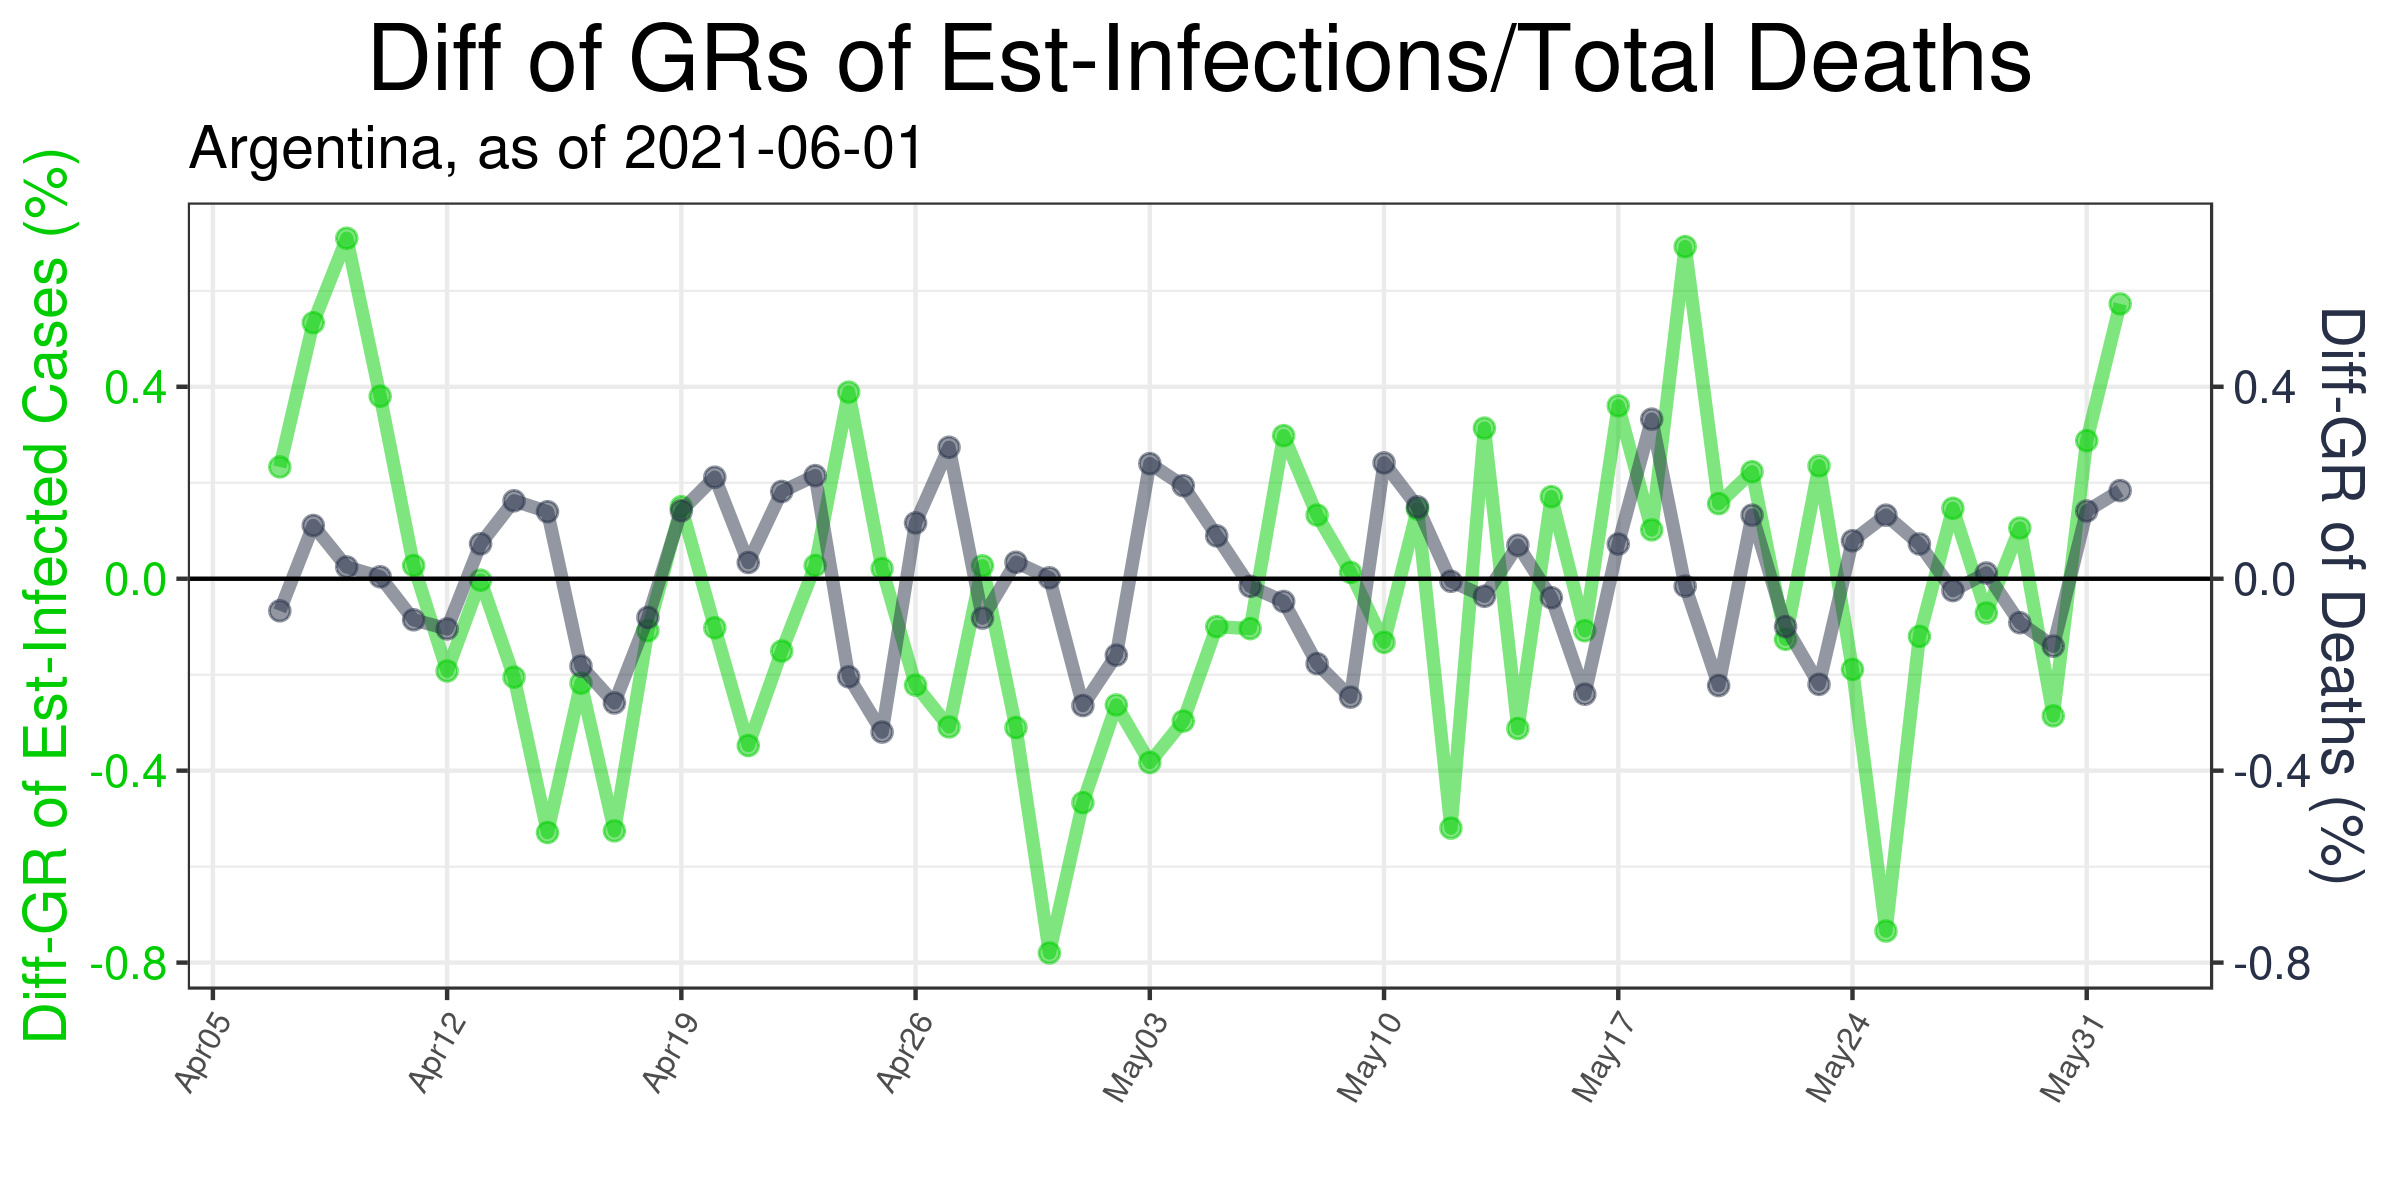 Diff of GRs of Est-Infections/Total Deaths
Argentina, as of 2021-06-01
Diff-GR of Est-Infected Cases (%)
0.4
0.0
-0.4
-0.8
0.4
0.0
-0.4
-0.8
Diff-GR of Deaths (%)
Apr05
Apr12
Apr19
Apr26
May03
May10
May17
May24
May31